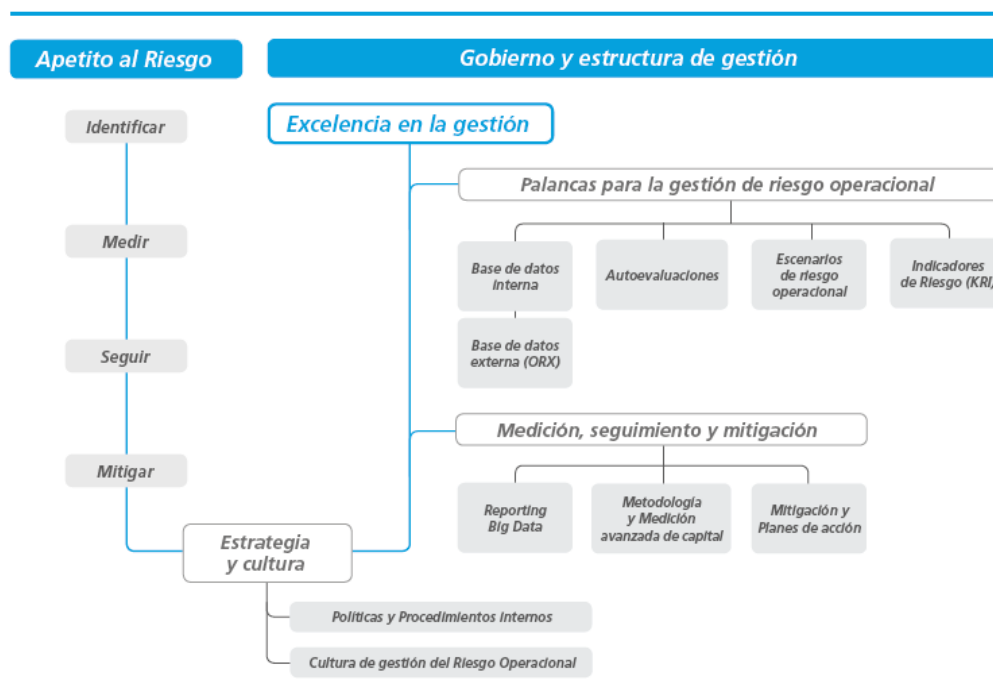 Apetito al Riesgo
Gobierno y estructura de gestión
Identificar
Medir
Seguir
Mitigar
Excelencia en la gestión
Palancas para la gestión de riesgo operacional
Base de datos
interna
Autoevaluaciones
Escenarios
de riesgo
operacional
Indicadores
de Riesgo (KRI)
Base de datos
externa (ORX)
Medición, seguimiento y mitigación
Reporting
Big Data
Metodología
y Medición
avanzada de capital
Mitigación y
Planes de acción
Estrategia
y cultura
Políticas y Procedimientos internos
Cultura de gestión del Riesgo Operacional